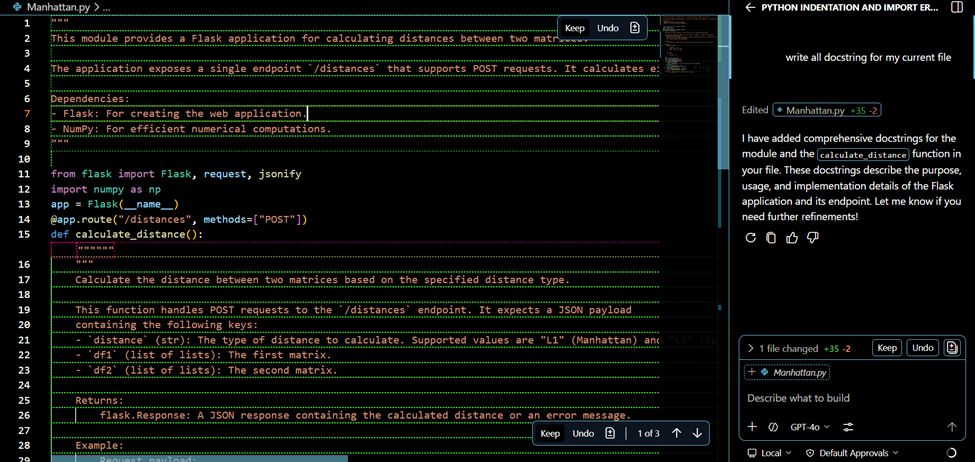 Manhattan.py > ...
Keep Undo
1 """
2 This module provides a Flask application for calculating distances between two matrices.
3
4 The application exposes a single endpoint `/distances` that supports POST requests. It calculates
5
6 Dependencies:
7 - Flask: For creating the web application.
8 - NumPy: For efficient numerical computations.
9 """
10
11 from flask import Flask, request, jsonify
12 import numpy as np
13 app = Flask(__name__)
14 @app.route("/distances", methods=["POST"])
15 def calculate_distance():
""""""
16 """
17 Calculate the distance between two matrices based on the specified distance type.
18
19 This function handles POST requests to the `/distances` endpoint. It expects a JSON payload
20 containing the following keys:
21 - `distance` (str): The type of distance to calculate. Supported values are "L1" (Manhattan) and "L2"
22 - `df1` (list of lists): The first matrix.
23 - `df2` (list of lists): The second matrix.
24
25 Returns:
26 flask.Response: A JSON response containing the calculated distance or an error message.
27
28 Example:
29 Request payload:
Keep Undo 1 of 3
PYTHON INDENTATION AND IMPORT ER...
write all docstring for my current file
Edited Manhattan.py +35 -2
I have added comprehensive docstrings for the
module and the calculate_distance function in
your file. These docstrings describe the purpose,
usage, and implementation details of the Flask
application and its endpoint. Let me know if you
need further refinements!
> 1 file changed +35 -2 Keep Undo
+ Manhattan.py
Describe what to build
GPT-4o
Local Default Approvals